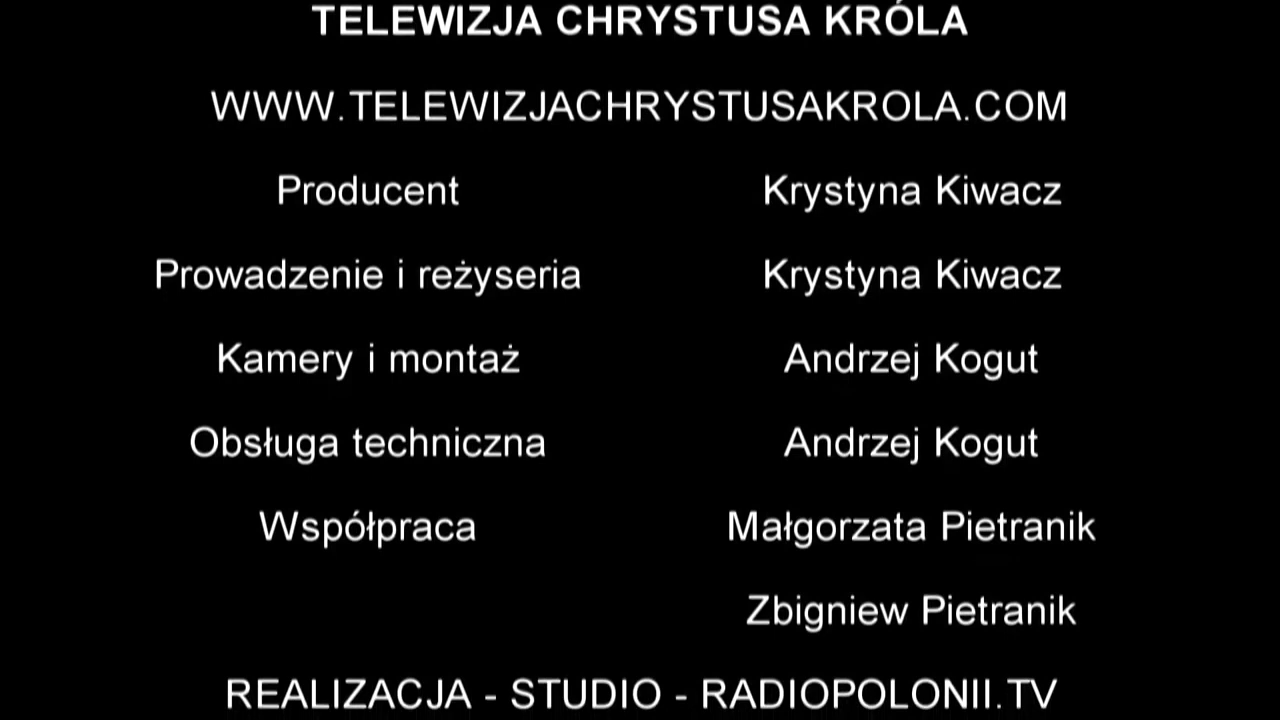 TELEWIZJA CHRYSTUSA KRÓLA
WWW.TELEWIZJACHRYSTUSAKROLA.COM
Producent Krystyna Kiwacz
Prowadzenie i reżyseria Krystyna Kiwacz
Kamery i montaż Andrzej Kogut
Obsługa techniczna Andrzej Kogut
Współpraca Małgorzata Pietranik
Zbigniew Pietranik
REALIZACJA - STUDIO - RADIOPOLONII.TV